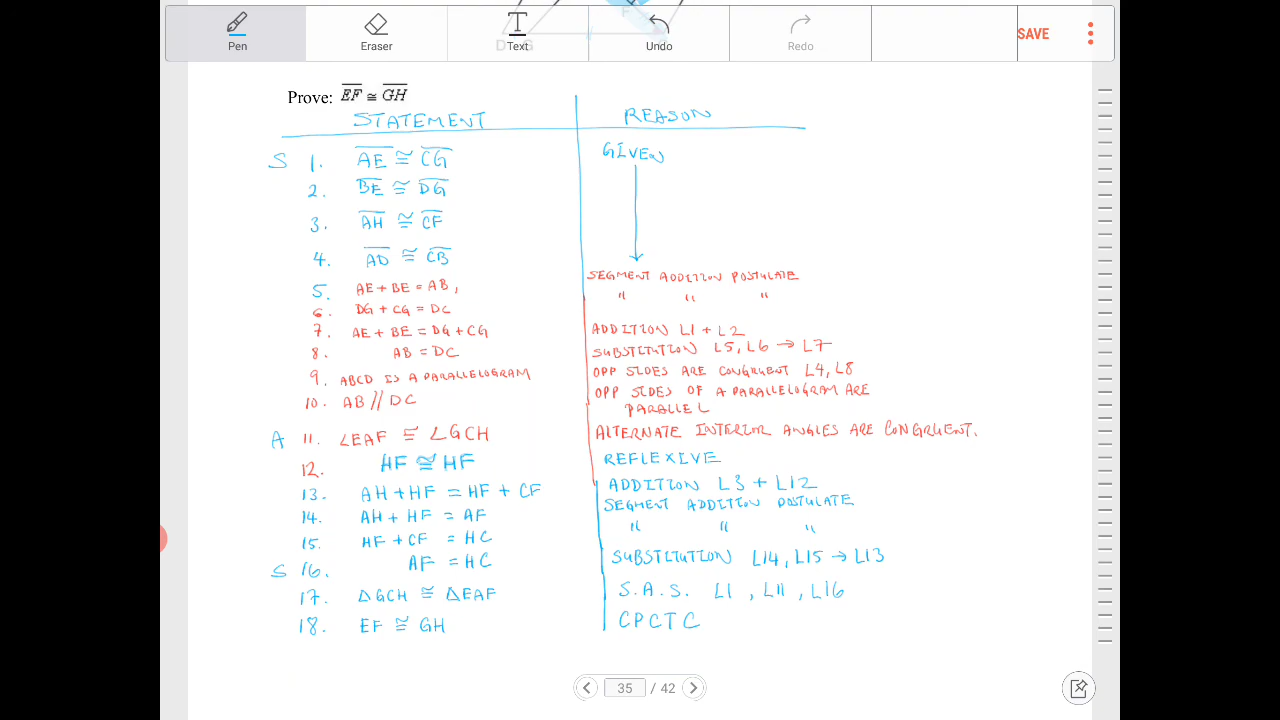 F
D G
Pen
Eraser
Text
Undo
Redo
SAVE
Prove: EF ≅ GH
STATEMENT REASON
S 1. AE ≅ CG GIVEN
2. BE ≅ DG
3. AH ≅ CF
4. AD ≅ CB
5. AE + BE = AB, SEGMENT ADDITION POSTULATE
6. DG + CG = DC " " "
7. AE + BE = DG + CG ADDITION L1 + L2
8. AB = DC SUBSTITUTION L5, L6 → L7
9. ABCD IS A PARALLELOGRAM OPP SIDES ARE CONGRUENT L4, L8
10. AB // DC OPP SIDES OF A PARALLELOGRAM ARE
PARALLEL
A 11. ∠EAF ≅ ∠GCH ALTERNATE INTERIOR ANGLES ARE CONGRUENT.
12. HF ≅ HF REFLEXIVE
13. AH + HF = HF + CF ADDITION L3 + L12
14. AH + HF = AF SEGMENT ADDITION POSTULATE
15. HF + CF = HC " " "
S 16. AF = HC SUBSTITUTION L14, L15 → L13
17. △GCH ≅ △EAF S.A.S. L1, L11, L16
18. EF ≅ GH CPCTC
35 / 42